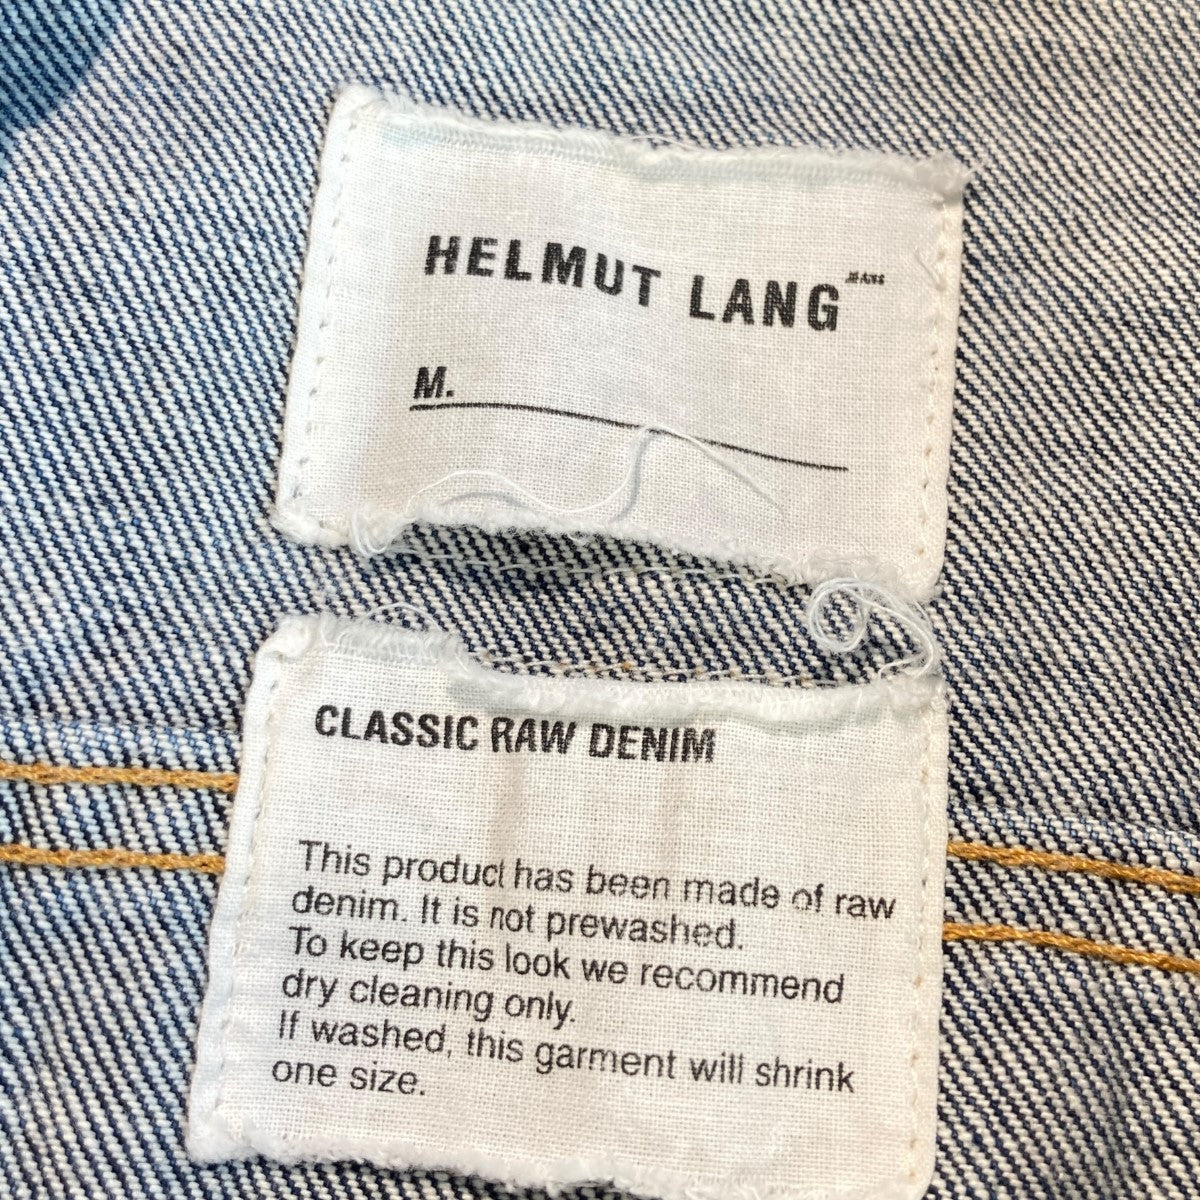 HELMUT LANG JEANS
M.
CLASSIC RAW DENIM
This product has been made of raw
denim. It is not prewashed.
To keep this look we recommend
dry cleaning only.
If washed, this garment will shrink
one size.